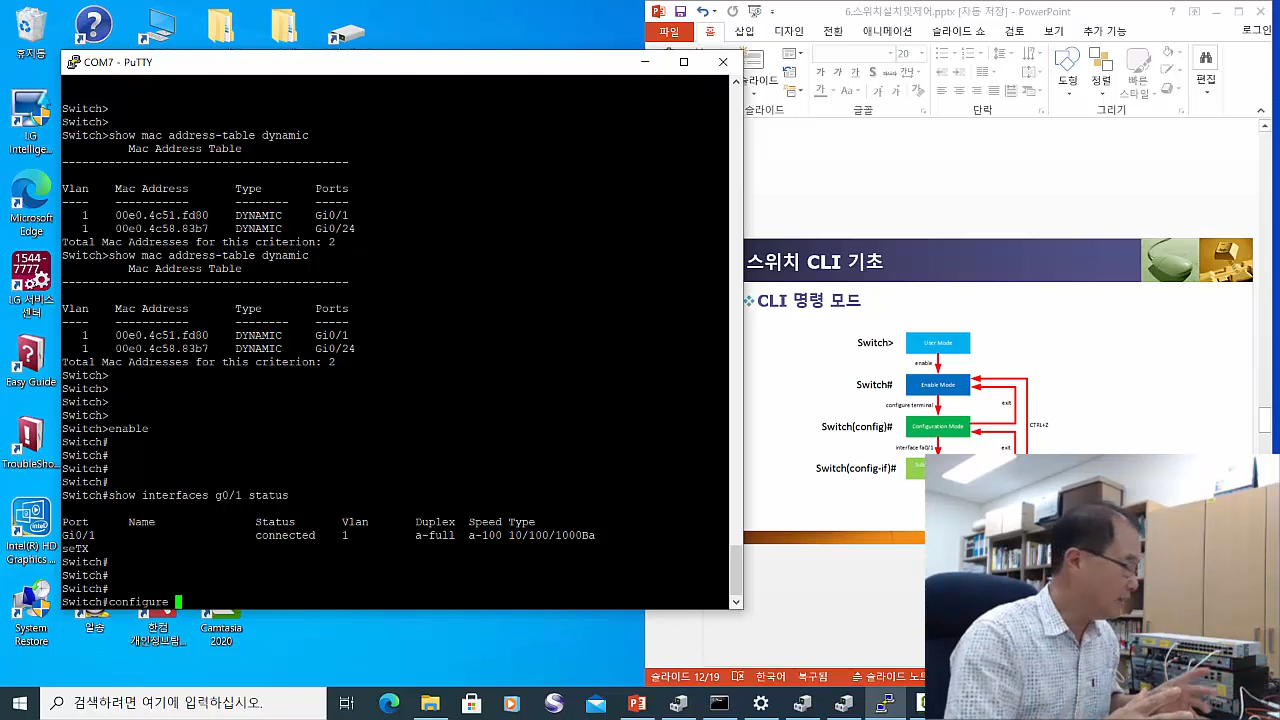 휴지통
LG
Intellige...
Microsoft
Edge
1544-
7777
LG 서비스
센터
Easy Guide
TroubleSho...
Intel(R) HD
Graphics ...
System
Restore
한컴
개인정보탐...
Camtasia
2020
COM7 - PuTTY
Switch>
Switch>
Switch>show mac address-table dynamic
Mac Address Table
-------------------------------------------
Vlan Mac Address Type Ports
---- ----------- -------- -----
1 00e0.4c51.fd80 DYNAMIC Gi0/1
1 00e0.4c58.83b7 DYNAMIC Gi0/24
Total Mac Addresses for this criterion: 2
Switch>show mac address-table dynamic
Mac Address Table
-------------------------------------------
Vlan Mac Address Type Ports
---- ----------- -------- -----
1 00e0.4c51.fd80 DYNAMIC Gi0/1
1 00e0.4c58.83b7 DYNAMIC Gi0/24
Total Mac Addresses for this criterion: 2
Switch>
Switch>
Switch>
Switch>
Switch>enable
Switch#
Switch#
Switch#
Switch#
Switch#show interfaces g0/1 status
Port Name Status Vlan Duplex Speed Type
Gi0/1 connected 1 a-full a-100 10/100/1000Ba
seTX
Switch#
Switch#
Switch#
Switch#configure
6.스위치설치및제어.pptx [자동 저장] - PowerPoint
파일 홈 삽입 디자인 전환 애니메이션 슬라이드 쇼 검토 보기 추가 기능 로그인
20
슬라이드
도형
정렬
빠른
스타일
편집
슬라이드 글꼴 단락 그리기
스위치 CLI 기초
CLI 명령 모드
Switch> User Mode
enable
Switch# Enable Mode
configure terminal exit
CTRL+Z
Switch(config)# Configuration Mode
interface fa0/1 exit
Switch(config-if)#
슬라이드 12/19 한국어 복구됨 슬라이드 노트
검색하려면 여기에 입력하십시오.